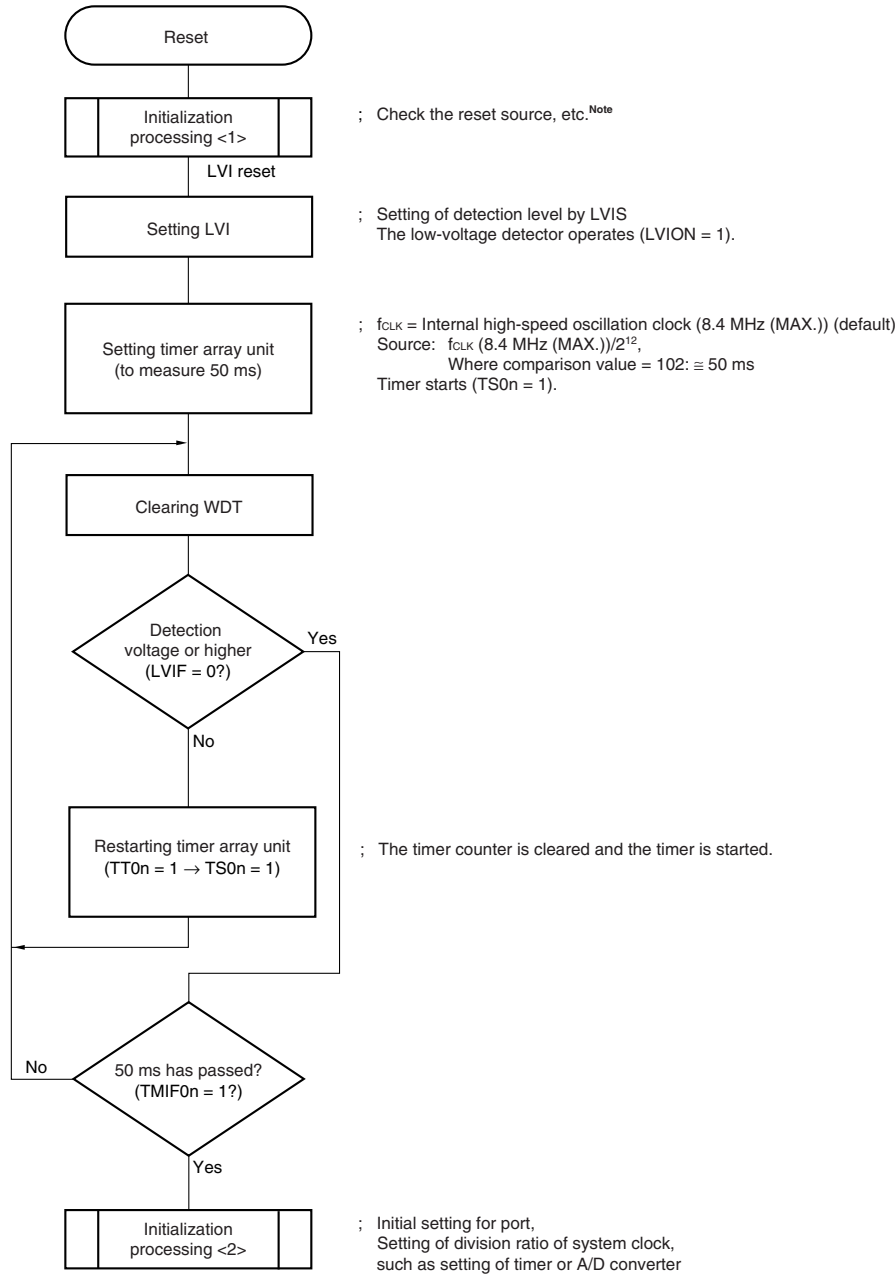 Reset
Initialization
processing <1>
; Check the reset source, etc.Note
LVI reset
Setting LVI
; Setting of detection level by LVIS
The low-voltage detector operates (LVION = 1).
Setting timer array unit
(to measure 50 ms)
; fCLK = Internal high-speed oscillation clock (8.4 MHz (MAX.)) (default)
Source: fCLK (8.4 MHz (MAX.))/2¹²,
Where comparison value = 102: ≅ 50 ms
Timer starts (TS0n = 1).
Clearing WDT
Detection
voltage or higher
(LVIF = 0?)
Yes
No
Restarting timer array unit
(TT0n = 1 → TS0n = 1)
; The timer counter is cleared and the timer is started.
50 ms has passed?
(TMIF0n = 1?)
No
Yes
Initialization
processing <2>
; Initial setting for port,
Setting of division ratio of system clock,
such as setting of timer or A/D converter